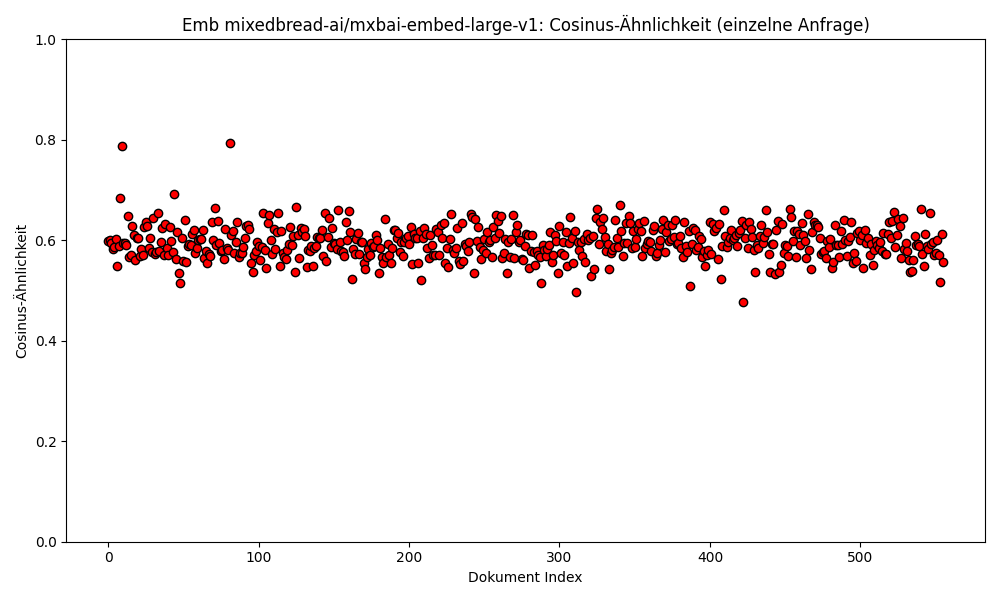 Emb mixedbread-ai/mxbai-embed-large-v1: Cosinus-Ähnlichkeit (einzelne Anfrage)
Cosinus-Ähnlichkeit
1.0
0.8
0.6
0.4
0.2
0.0
0 100 200 300 400 500
Dokument Index